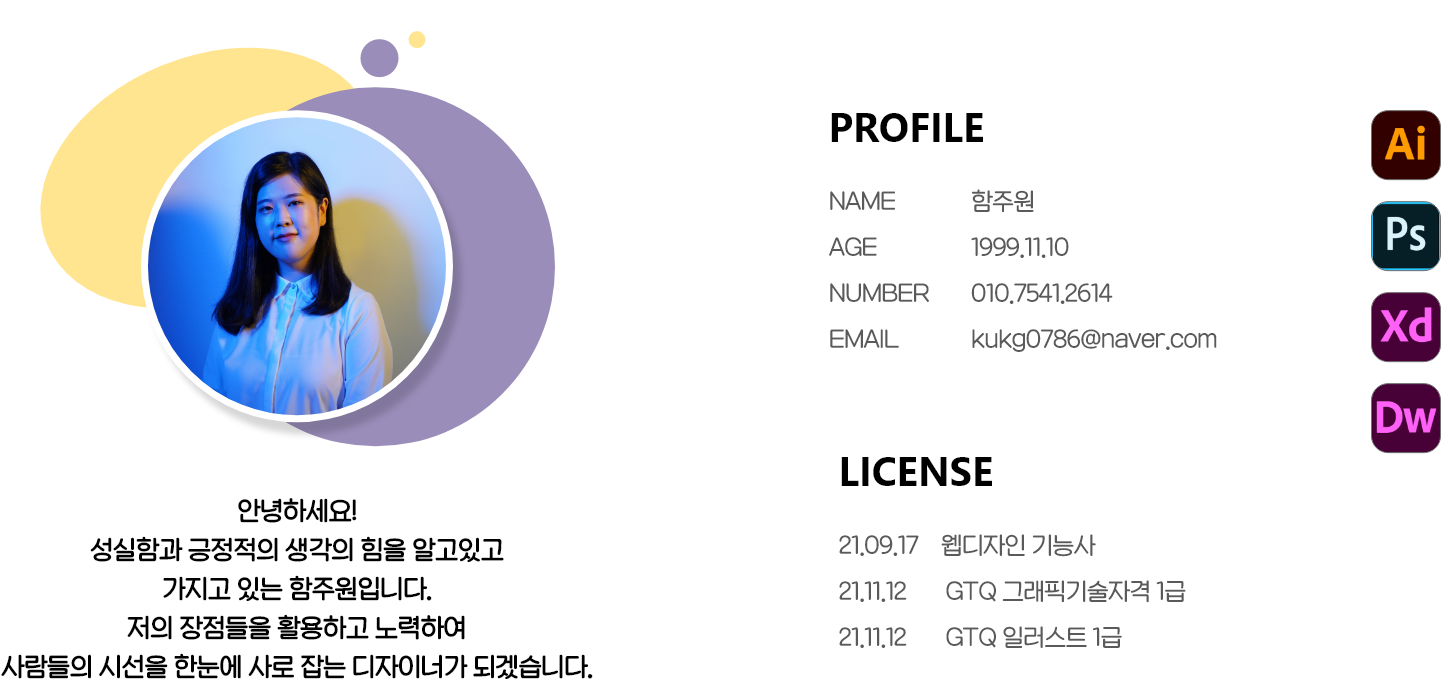 안녕하세요!
성실함과 긍정적의 생각의 힘을 알고있고
가지고 있는 함주원입니다.
저의 장점들을 활용하고 노력하여
사람들의 시선을 한눈에 사로 잡는 디자이너가 되겠습니다.
PROFILE
NAME 함주원
AGE 1999.11.10
NUMBER 010.7541.2614
EMAIL kukg0786@naver.com
LICENSE
21.09.17 웹디자인 기능사
21.11.12 GTQ 그래픽기술자격 1급
21.11.12 GTQ 일러스트 1급
Ai
Ps
Xd
Dw